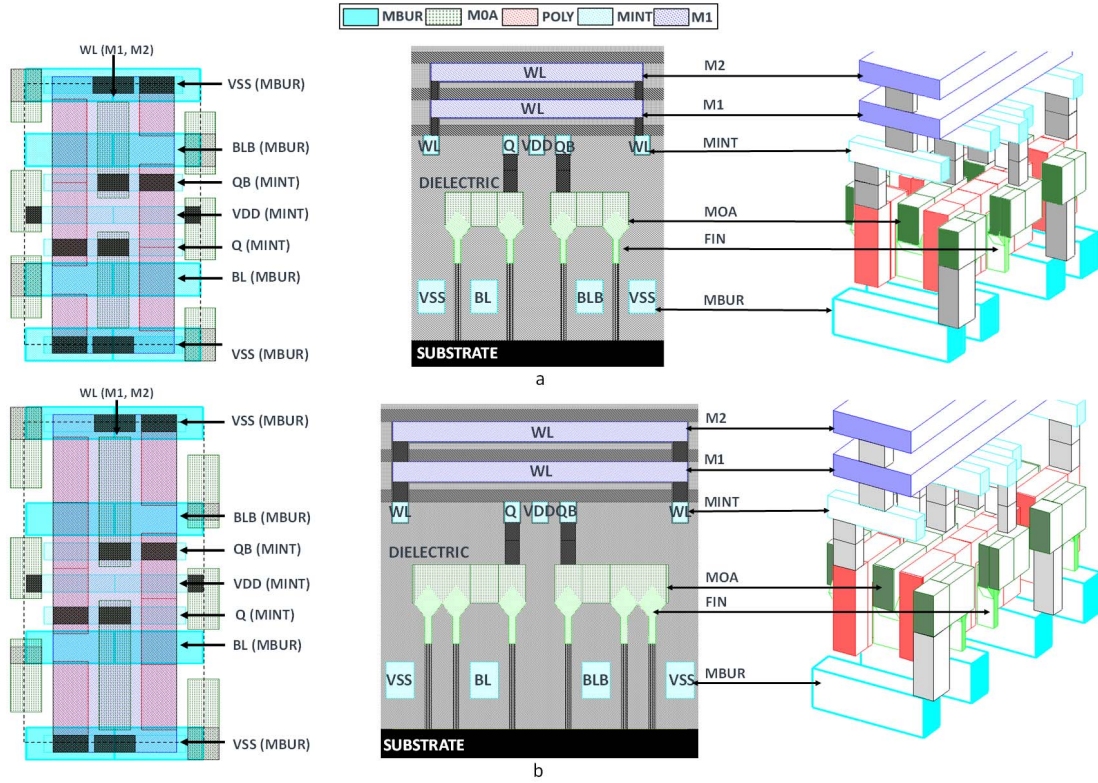 MBUR M0A POLY MINT M1
WL (M1, M2)
VSS (MBUR)
BLB (MBUR)
QB (MINT)
VDD (MINT)
Q (MINT)
BL (MBUR)
VSS (MBUR)
WL
WL
WL Q VDD QB WL
DIELECTRIC
VSS BL BLB VSS
SUBSTRATE
M2
M1
MINT
MOA
FIN
MBUR
a
WL (M1, M2)
VSS (MBUR)
BLB (MBUR)
QB (MINT)
VDD (MINT)
Q (MINT)
BL (MBUR)
VSS (MBUR)
WL
WL
WL Q VDD QB WL
DIELECTRIC
VSS BL BLB VSS
SUBSTRATE
M2
M1
MINT
MOA
FIN
MBUR
b